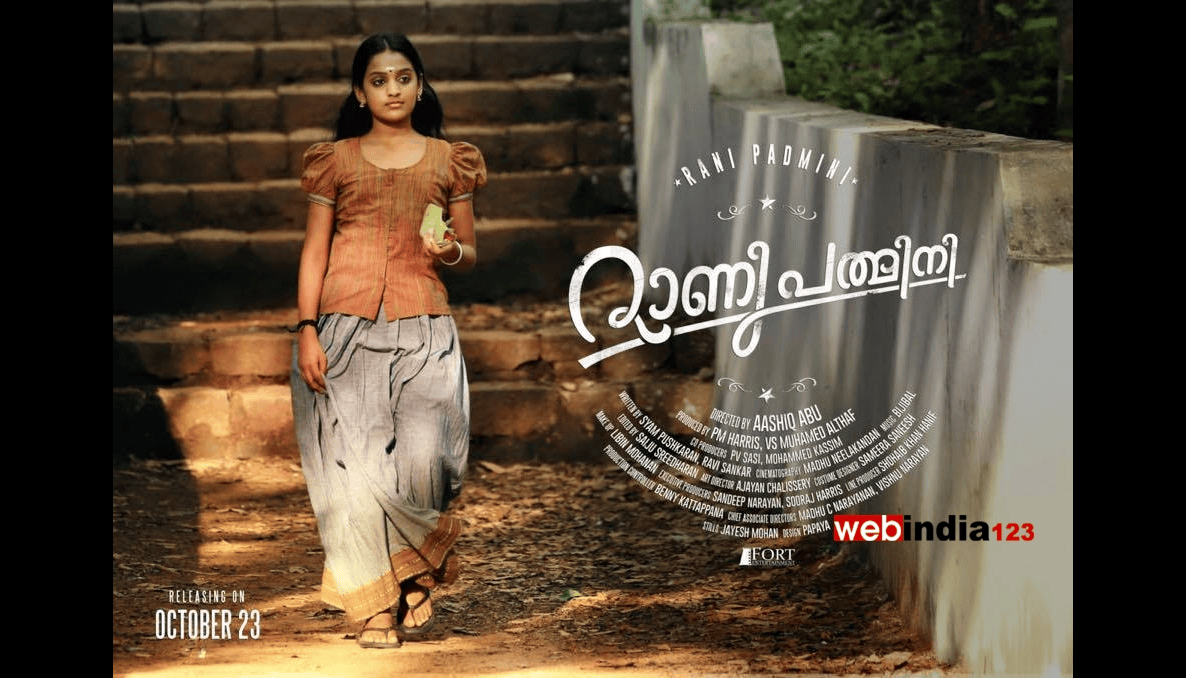 RANI PADMINI
റാണി പത്മിനി
DIRECTED BY AASHIQ ABU
PRODUCED BY PM HARRIS, VS MUHAMED ALTHAF
CO PRODUCERS PV SASI, MOHAMMED KASSIM
WRITTEN BY SYAM PUSHKARAN, RAVI SANKAR CINEMATOGRAPHY MADHU NEELAKANDAN MUSIC BIJIBAL
EDITED BY SAIJU SREEDHARAN ART DIRECTOR AJAYAN CHALISSERY COSTUME DESIGNER SAMEERA SANEESH
MAKE UP LIBIN MOHANAN EXECUTIVE PRODUCERS SANDEEP NARAYAN, SOORAJ HARRIS LINE PRODUCER SHOHAIB KHAN HANIF
PRODUCTION CONTROLLER BENNY KATTAPPANA CHIEF ASSOCIATE DIRECTORS MADHU C NARAYANAN, VISHNU NARAYAN
STILLS JAYESH MOHAN DESIGN PAPAYA
webindia123
FORT
ENTERTAINMENT
RELEASING ON
OCTOBER 23